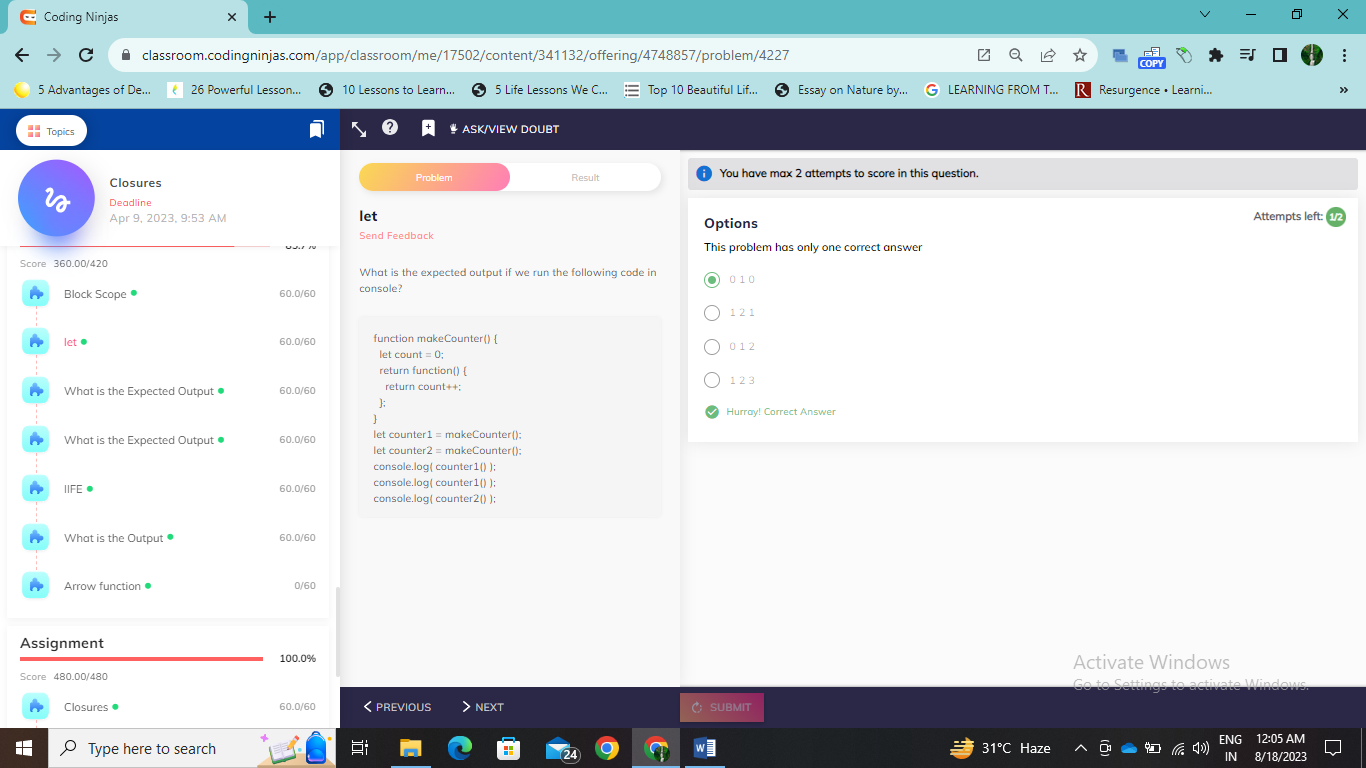 Coding Ninjas
classroom.codingninjas.com/app/classroom/me/17502/content/341132/offering/4748857/problem/4227
COPY
5 Advantages of De...
26 Powerful Lesson...
10 Lessons to Learn...
5 Life Lessons We C...
Top 10 Beautiful Lif...
Essay on Nature by...
LEARNING FROM T...
Resurgence • Learni...
Topics
ASK/VIEW DOUBT
Closures
Deadline
Apr 9, 2023, 9:53 AM
Score 360.00/420
Block Scope 60.0/60
let 60.0/60
What is the Expected Output 60.0/60
What is the Expected Output 60.0/60
IIFE 60.0/60
What is the Output 60.0/60
Arrow function 0/60
Assignment
100.0%
Score 480.00/480
Closures 60.0/60
Problem
Result
let
Send Feedback
What is the expected output if we run the following code in
console?
function makeCounter() {
let count = 0;
return function() {
return count++;
};
}
let counter1 = makeCounter();
let counter2 = makeCounter();
console.log( counter1() );
console.log( counter1() );
console.log( counter2() );
PREVIOUS
NEXT
You have max 2 attempts to score in this question.
Options
Attempts left: 1/2
This problem has only one correct answer
0 1 0
1 2 1
0 1 2
1 2 3
Hurray! Correct Answer
SUBMIT
Activate Windows
Go to Settings to activate Windows.
Type here to search
24
31°C Haze
ENG
IN
12:05 AM
8/18/2023